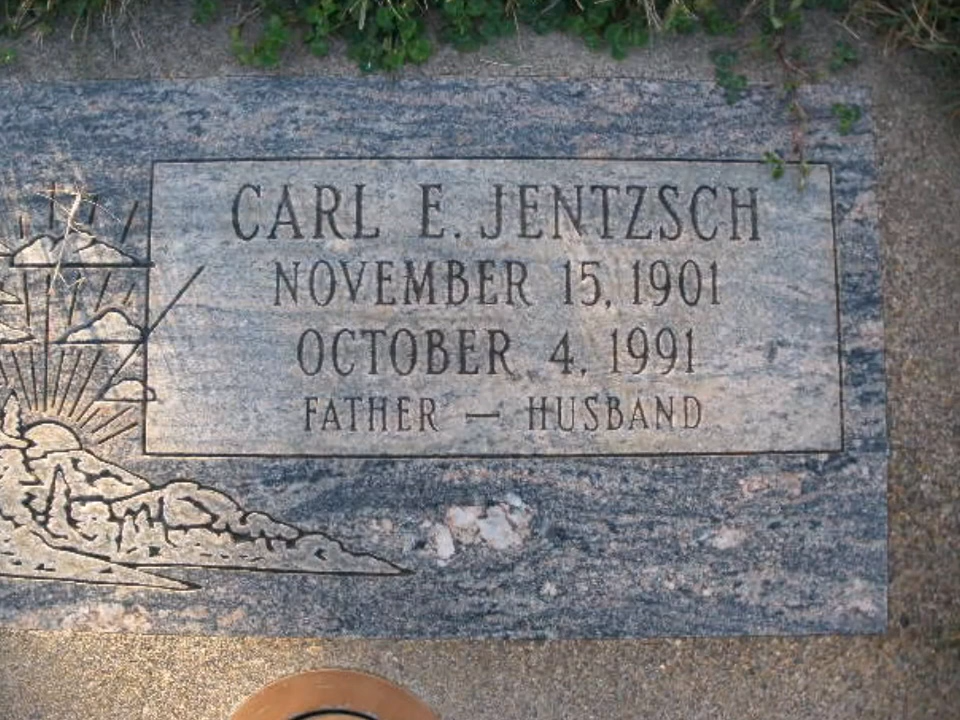 CARL E. JENTZSCH
NOVEMBER 15, 1901
OCTOBER 4, 1991
FATHER — HUSBAND